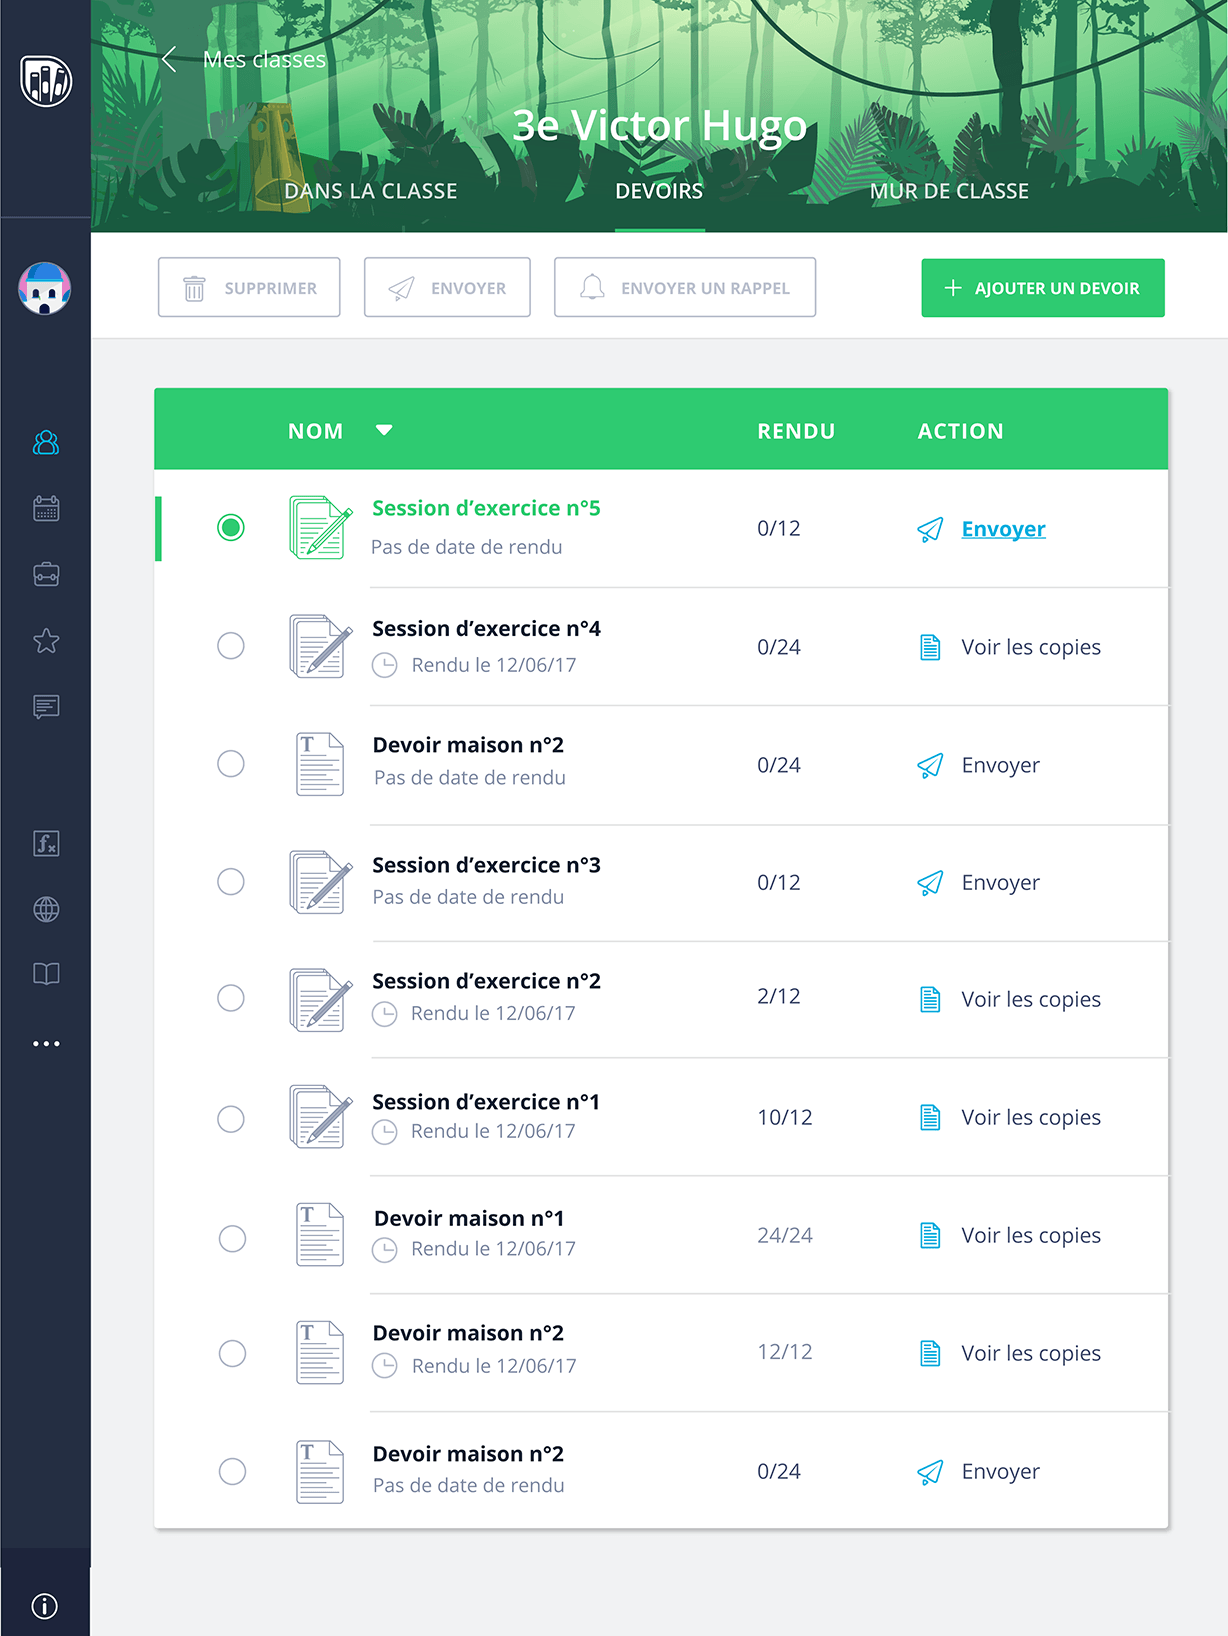 Mes classes
3e Victor Hugo
DANS LA CLASSE DEVOIRS MUR DE CLASSE
SUPPRIMER ENVOYER ENVOYER UN RAPPEL + AJOUTER UN DEVOIR
NOM RENDU ACTION
Session d’exercice n°5
Pas de date de rendu
0/12 Envoyer
Session d’exercice n°4
Rendu le 12/06/17
0/24 Voir les copies
T
Devoir maison n°2
Pas de date de rendu
0/24 Envoyer
Session d’exercice n°3
Pas de date de rendu
0/12 Envoyer
Session d’exercice n°2
Rendu le 12/06/17
2/12 Voir les copies
Session d’exercice n°1
Rendu le 12/06/17
10/12 Voir les copies
T
Devoir maison n°1
Rendu le 12/06/17
24/24 Voir les copies
T
Devoir maison n°2
Rendu le 12/06/17
12/12 Voir les copies
T
Devoir maison n°2
Pas de date de rendu
0/24 Envoyer
fx
i